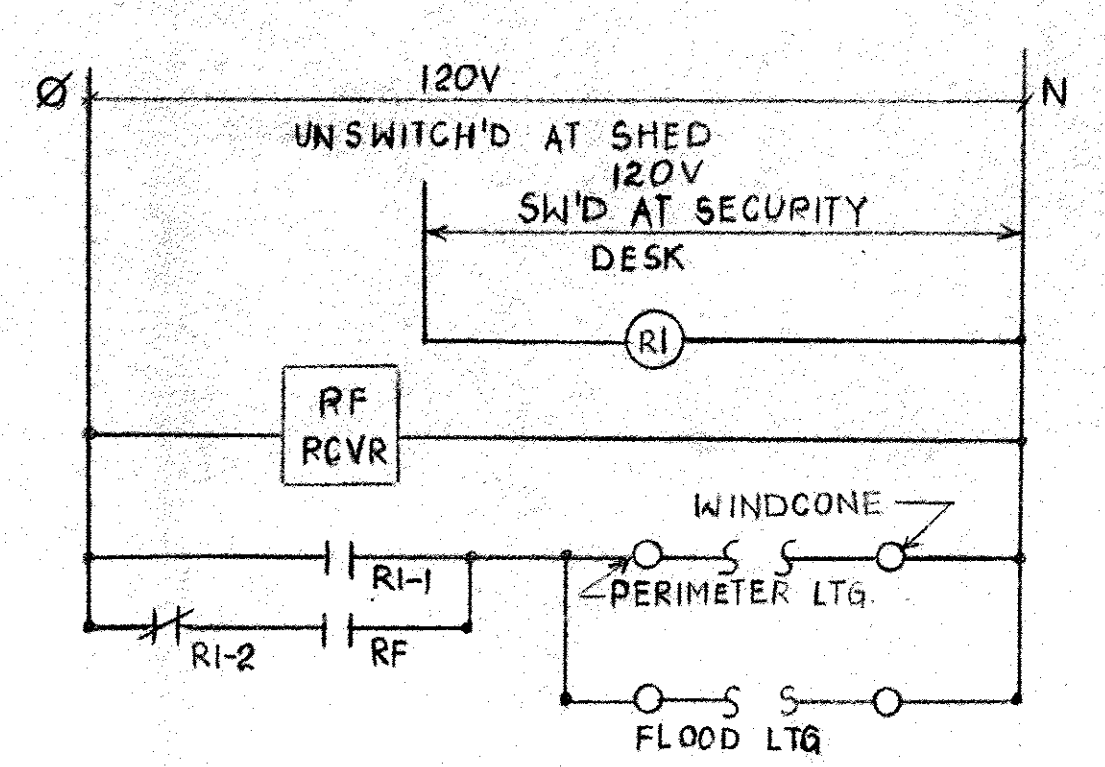 Ø
120V
N
UNSWITCH'D AT SHED
120V
SW'D AT SECURITY
DESK
R1
RF
RCVR
WINDCONE
R1-1
PERIMETER LTG.
R1-2
RF
FLOOD LTG